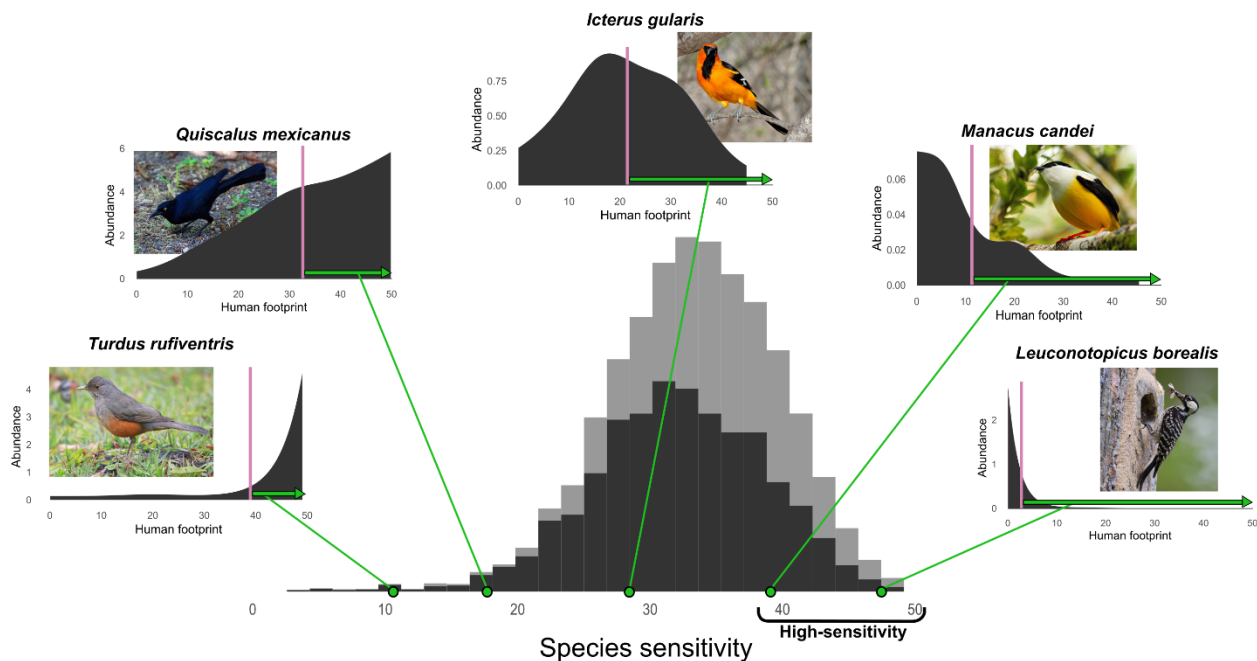 Icterus gularis
Abundance
0.75
0.50
0.25
0.00
0 10 20 30 40 50
Human footprint
Quiscalus mexicanus
Abundance
6
4
2
0
0 10 20 30 40 50
Human footprint
Manacus candei
Abundance
0.06
0.04
0.02
0.00
0 10 20 30 40 50
Human footprint
Turdus rufiventris
Abundance
4
3
2
1
0
0 10 20 30 40 50
Human footprint
Leuconotopicus borealis
Abundance
2
1
0
0 10 20 30 40 50
Human footprint
0 10 20 30 40 50
High-sensitivity
Species sensitivity